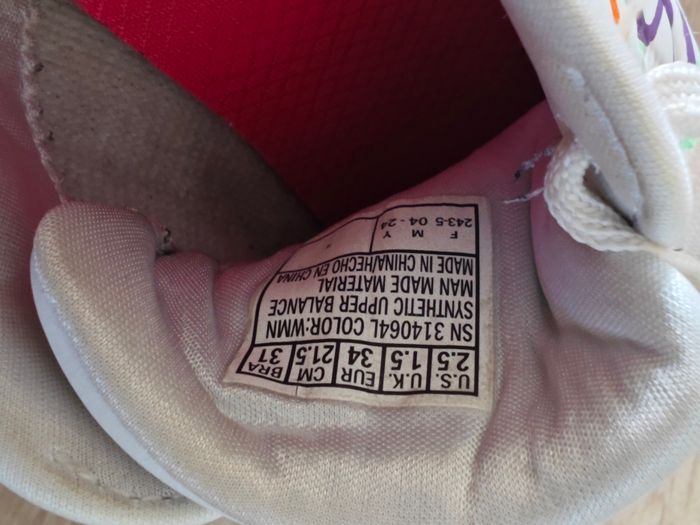 U.S. U.K. EUR CM BRA
2.5 1.5 34 21.5 31
SN 314064L COLOR:WMN
SYNTHETIC UPPER BALANCE
MAN MADE MATERIAL
MADE IN CHINA/HECHO EN CHINA
F M Y
243-5 04 - 24